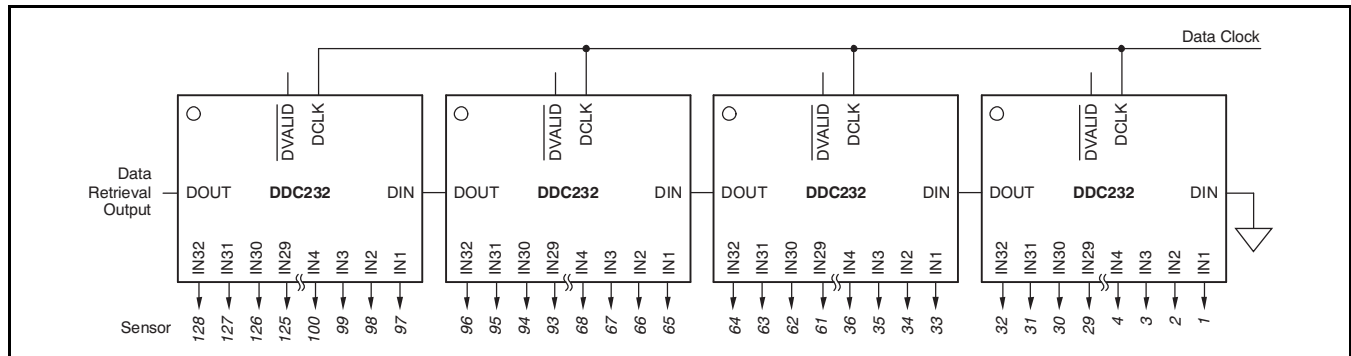 Data Clock
DVALID DCLK DVALID DCLK DVALID DCLK DVALID DCLK
Data
Retrieval
Output
DOUT DDC232 DIN DOUT DDC232 DIN DOUT DDC232 DIN DOUT DDC232 DIN
IN32 IN31 IN30 IN29 IN4 IN3 IN2 IN1 IN32 IN31 IN30 IN29 IN4 IN3 IN2 IN1 IN32 IN31 IN30 IN29 IN4 IN3 IN2 IN1 IN32 IN31 IN30 IN29 IN4 IN3 IN2 IN1
Sensor 128 127 126 125 100 99 98 97 96 95 94 93 68 67 66 65 64 63 62 61 36 35 34 33 32 31 30 29 4 3 2 1